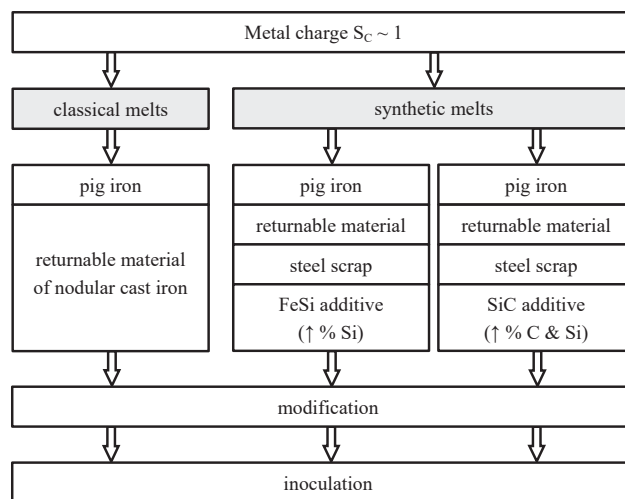 Metal charge S_C ~ 1
classical melts
synthetic melts
pig iron
returnable material
of nodular cast iron
pig iron
returnable material
steel scrap
FeSi additive
(↑ % Si)
pig iron
returnable material
steel scrap
SiC additive
(↑ % C & Si)
modification
inoculation